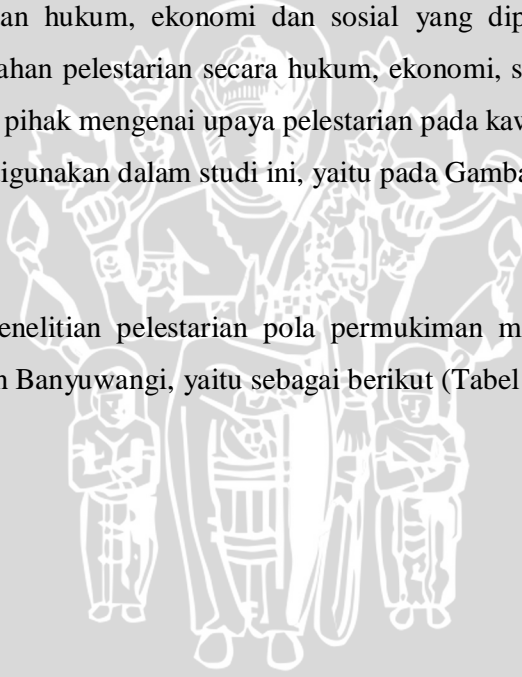 an hukum, ekonomi dan sosial yang dip
ahan pelestarian secara hukum, ekonomi, s
pihak mengenai upaya pelestarian pada kaw
igunakan dalam studi ini, yaitu pada Gamba
enelitian pelestarian pola permukiman m
n Banyuwangi, yaitu sebagai berikut (Tabel